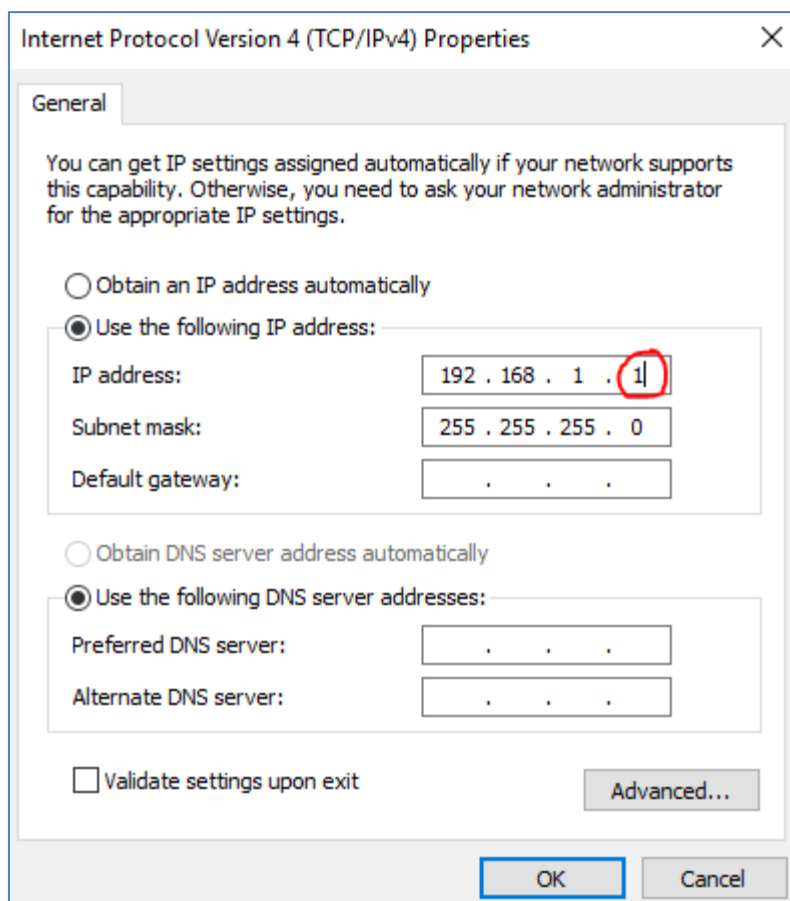 Internet Protocol Version 4 (TCP/IPv4) Properties
General
You can get IP settings assigned automatically if your network supports
this capability. Otherwise, you need to ask your network administrator
for the appropriate IP settings.
Obtain an IP address automatically
Use the following IP address:
IP address: 192 . 168 . 1 . 1
Subnet mask: 255 . 255 . 255 . 0
Default gateway: . . .
Obtain DNS server address automatically
Use the following DNS server addresses:
Preferred DNS server: . . .
Alternate DNS server: . . .
Validate settings upon exit
Advanced...
OK Cancel